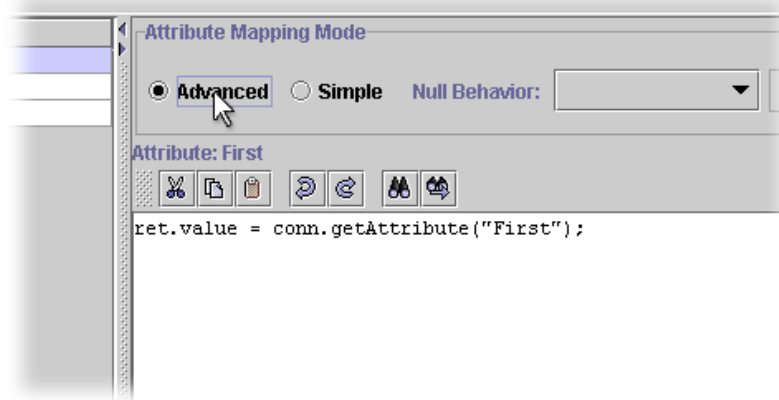 Attribute Mapping Mode
Advanced Simple Null Behavior:
Attribute: First
ret.value = conn.getAttribute("First");